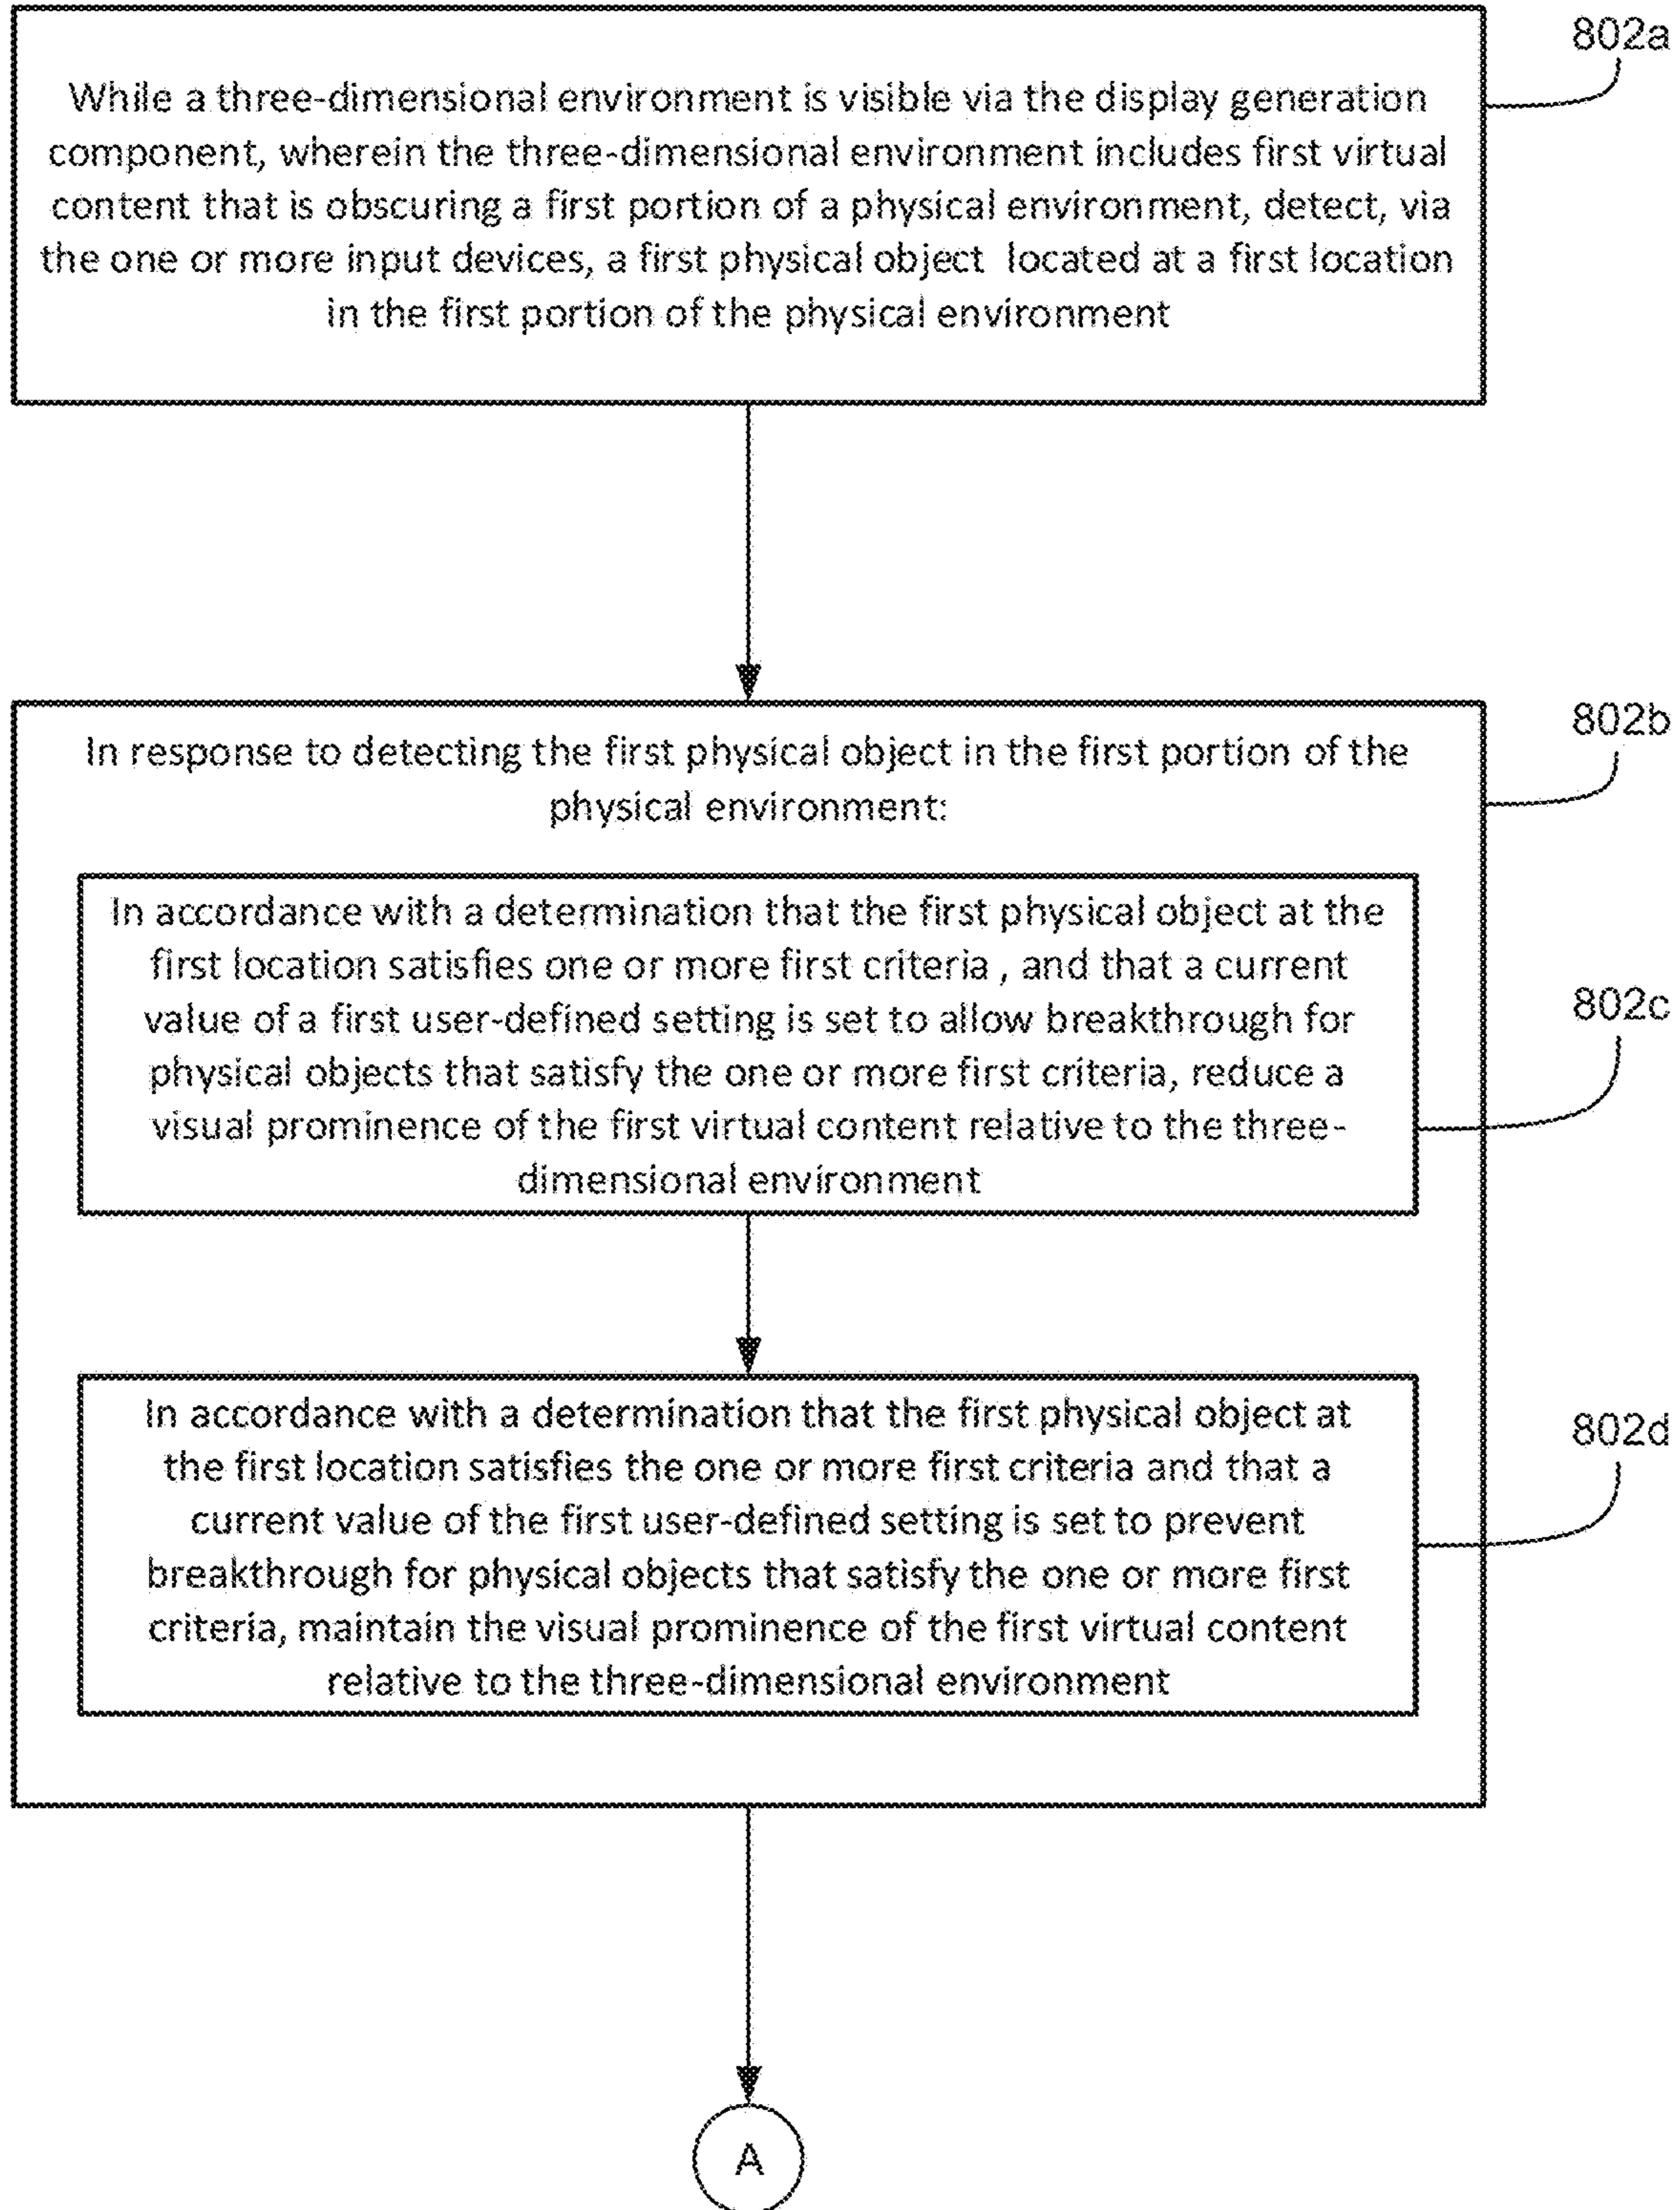 802a
While a three-dimensional environment is visible via the display generation
component, wherein the three-dimensional environment includes first virtual
content that is obscuring a first portion of a physical environment, detect, via
the one or more input devices, a first physical object located at a first location
in the first portion of the physical environment
802b
In response to detecting the first physical object in the first portion of the
physical environment:
In accordance with a determination that the first physical object at the
first location satisfies one or more first criteria , and that a current
value of a first user-defined setting is set to allow breakthrough for
physical objects that satisfy the one or more first criteria, reduce a
visual prominence of the first virtual content relative to the three-
dimensional environment
802c
In accordance with a determination that the first physical object at
the first location satisfies the one or more first criteria and that a
current value of the first user-defined setting is set to prevent
breakthrough for physical objects that satisfy the one or more first
criteria, maintain the visual prominence of the first virtual content
relative to the three-dimensional environment
802d
A